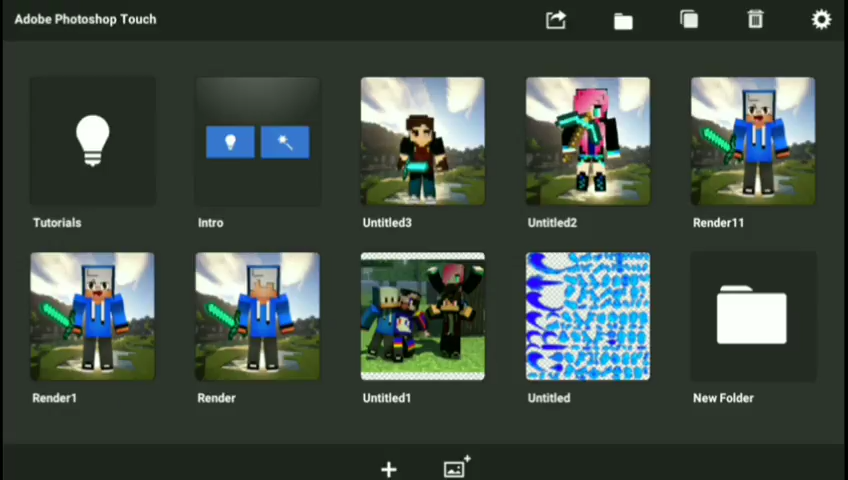 Adobe Photoshop Touch
Tutorials
Intro
Untitled3
Untitled2
Render11
Render1
Render
Untitled1
Untitled
New Folder